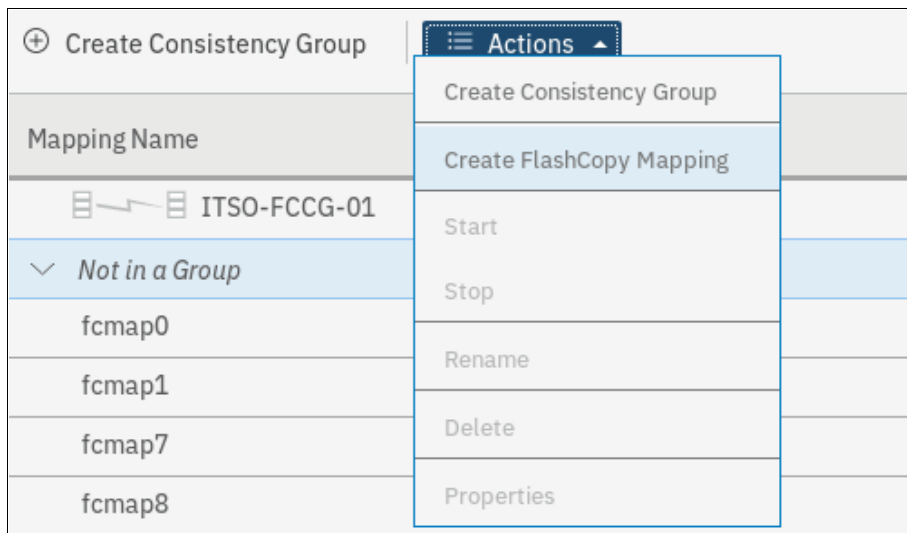 Create Consistency Group
Actions
Create Consistency Group
Mapping Name
Create FlashCopy Mapping
ITSO-FCCG-01
Start
Not in a Group
Stop
fcmap0
Rename
fcmap1
Delete
fcmap7
Properties
fcmap8